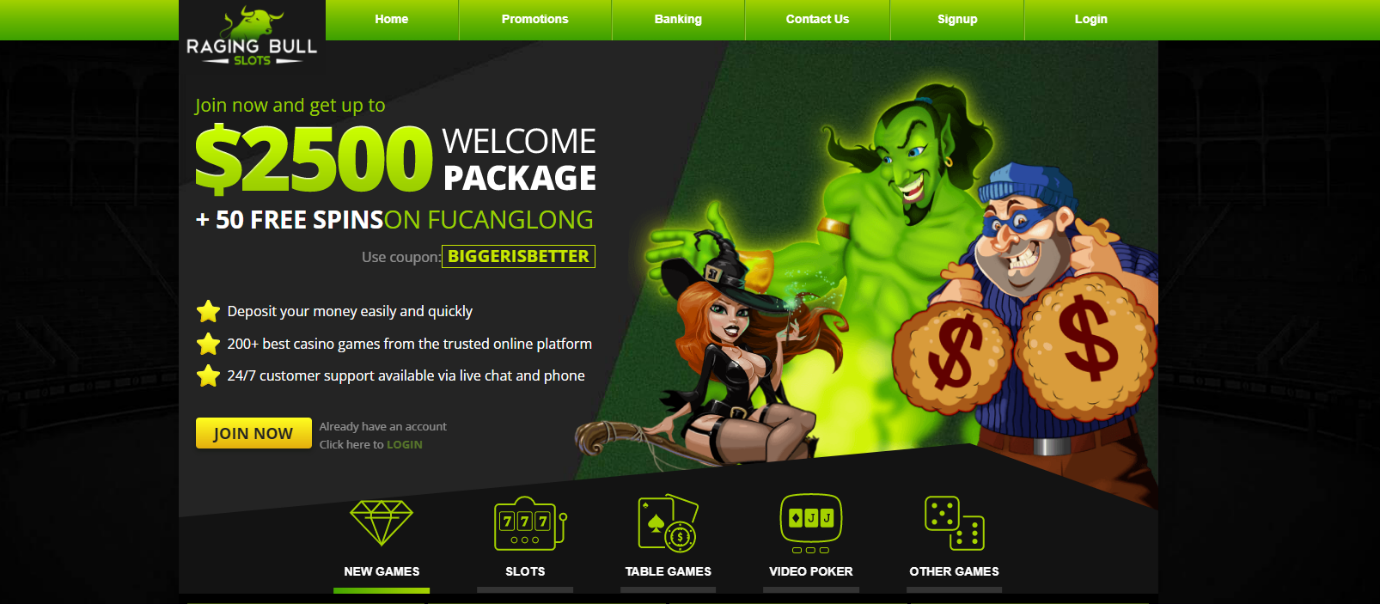 Home Promotions Banking Contact Us Signup Login
RAGING BULL
SLOTS
Join now and get up to
$2500 WELCOME
PACKAGE
+ 50 FREE SPINSON FUCANGLONG
Use coupon: BIGGERISBETTER
Deposit your money easily and quickly
200+ best casino games from the trusted online platform
24/7 customer support available via live chat and phone
JOIN NOW
Already have an account
Click here to LOGIN
$ $
7 7 7
$
J J
NEW GAMES SLOTS TABLE GAMES VIDEO POKER OTHER GAMES